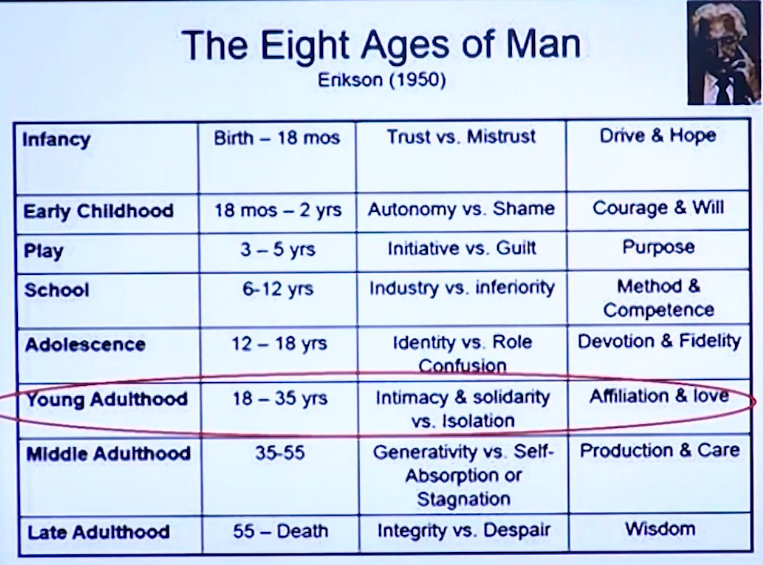 The Eight Ages of Man
Erikson (1950)
Infancy Birth – 18 mos Trust vs. Mistrust Drive & Hope
Early Childhood 18 mos – 2 yrs Autonomy vs. Shame Courage & Will
Play 3 – 5 yrs Initiative vs. Guilt Purpose
School 6-12 yrs Industry vs. inferiority Method &
Competence
Adolescence 12 – 18 yrs Identity vs. Role Devotion & Fidelity
Confusion
Young Adulthood 18 – 35 yrs Intimacy & solidarity Affiliation & love
vs. Isolation
Middle Adulthood 35-55 Generativity vs. Self- Production & Care
Absorption or
Stagnation
Late Adulthood 55 – Death Integrity vs. Despair Wisdom